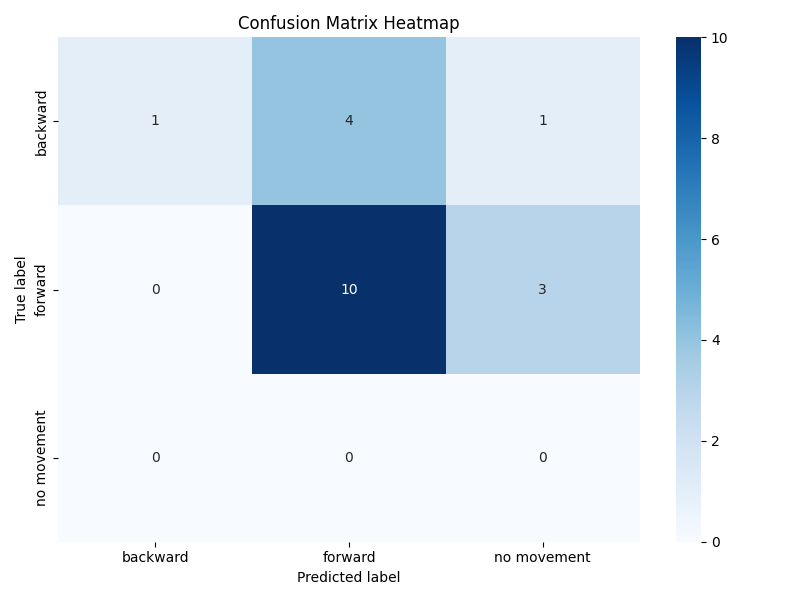 Confusion Matrix Heatmap
True label
backward
1
4
1
forward
0
10
3
no movement
0
0
0
backward
forward
no movement
Predicted label
10
8
6
4
2
0